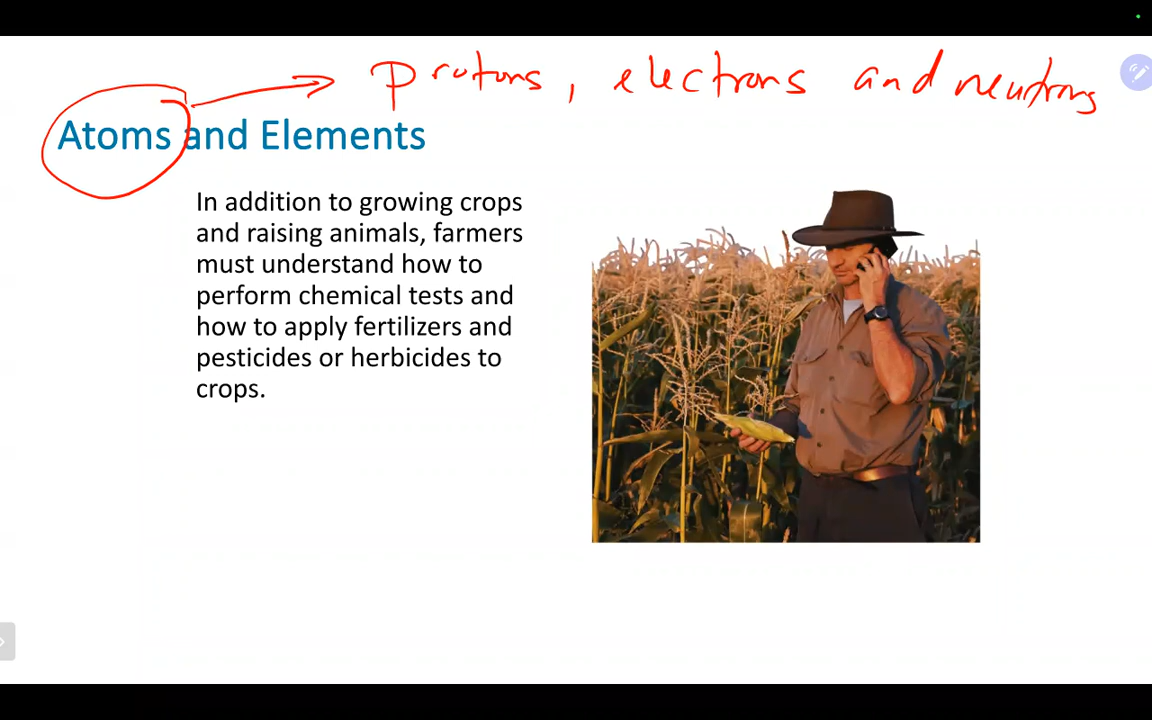 protons, electrons and neutrons
Atoms and Elements
In addition to growing crops
and raising animals, farmers
must understand how to
perform chemical tests and
how to apply fertilizers and
pesticides or herbicides to
crops.